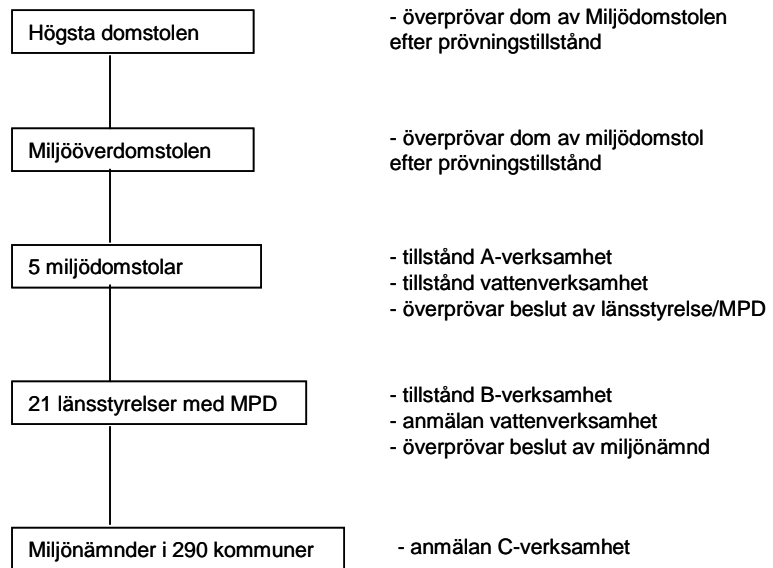 Högsta domstolen
- överprövar dom av Miljödomstolen
efter prövningstillstånd
Miljööverdomstolen
- överprövar dom av miljödomstol
efter prövningstillstånd
5 miljödomstolar
- tillstånd A-verksamhet
- tillstånd vattenverksamhet
- överprövar beslut av länsstyrelse/MPD
21 länsstyrelser med MPD
- tillstånd B-verksamhet
- anmälan vattenverksamhet
- överprövar beslut av miljönämnd
Miljönämnder i 290 kommuner
- anmälan C-verksamhet